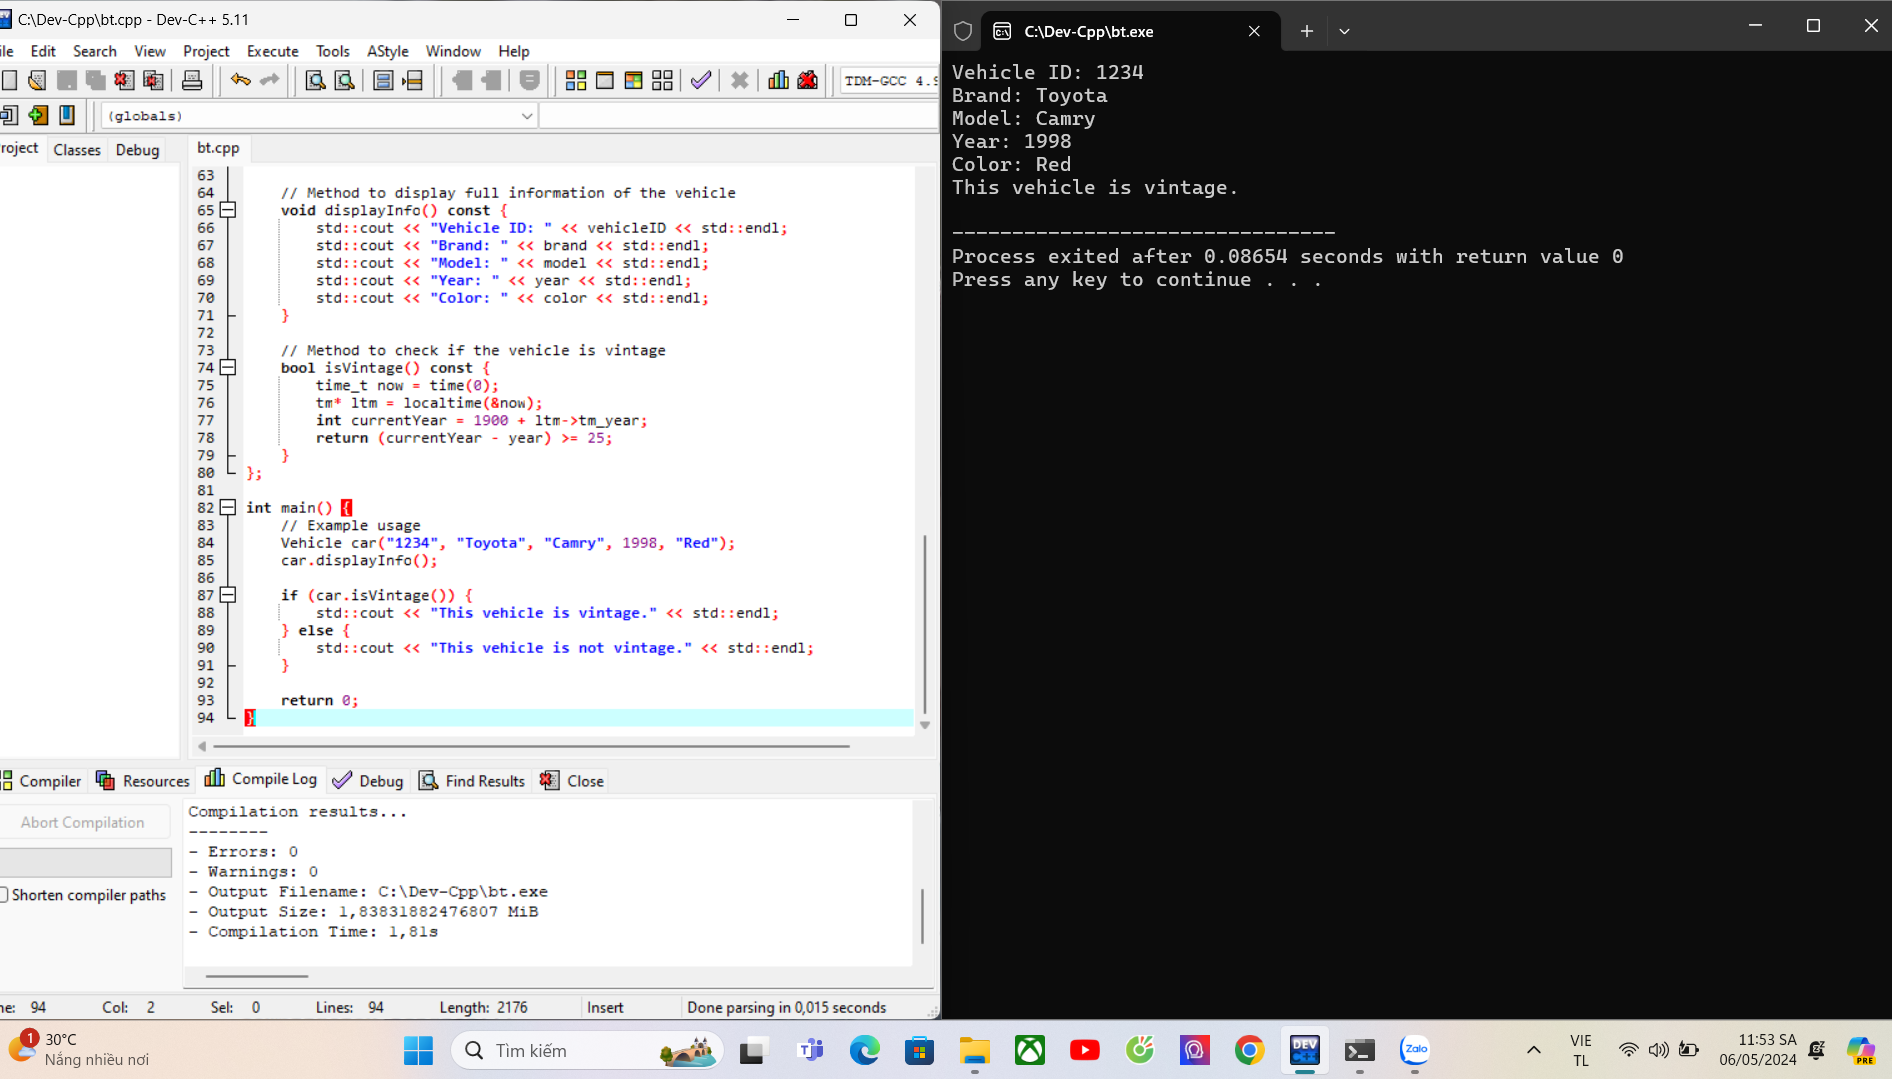 C:\Dev-Cpp\bt.cpp - Dev-C++ 5.11
ile Edit Search View Project Execute Tools AStyle Window Help
TDM-GCC 4.9
(globals)
roject Classes Debug
bt.cpp
63
64 // Method to display full information of the vehicle
65 void displayInfo() const {
66 std::cout << "Vehicle ID: " << vehicleID << std::endl;
67 std::cout << "Brand: " << brand << std::endl;
68 std::cout << "Model: " << model << std::endl;
69 std::cout << "Year: " << year << std::endl;
70 std::cout << "Color: " << color << std::endl;
71 }
72
73 // Method to check if the vehicle is vintage
74 bool isVintage() const {
75 time_t now = time(0);
76 tm* ltm = localtime(&now);
77 int currentYear = 1900 + ltm->tm_year;
78 return (currentYear - year) >= 25;
79 }
80 };
81
82 int main() {
83 // Example usage
84 Vehicle car("1234", "Toyota", "Camry", 1998, "Red");
85 car.displayInfo();
86
87 if (car.isVintage()) {
88 std::cout << "This vehicle is vintage." << std::endl;
89 } else {
90 std::cout << "This vehicle is not vintage." << std::endl;
91 }
92
93 return 0;
94 }
Compiler Resources Compile Log Debug Find Results Close
Abort Compilation
Shorten compiler paths
Compilation results...
--------
- Errors: 0
- Warnings: 0
- Output Filename: C:\Dev-Cpp\bt.exe
- Output Size: 1,83831882476807 MiB
- Compilation Time: 1,81s
ne: 94 Col: 2 Sel: 0 Lines: 94 Length: 2176 Insert Done parsing in 0,015 seconds
C:\Dev-Cpp\bt.exe
Vehicle ID: 1234
Brand: Toyota
Model: Camry
Year: 1998
Color: Red
This vehicle is vintage.
--------------------------------
Process exited after 0.08654 seconds with return value 0
Press any key to continue . . .
1
30°C
Nắng nhiều nơi
Tìm kiếm
DEV
C++
Zalo
VIE
TL
11:53 SA
06/05/2024
PRE